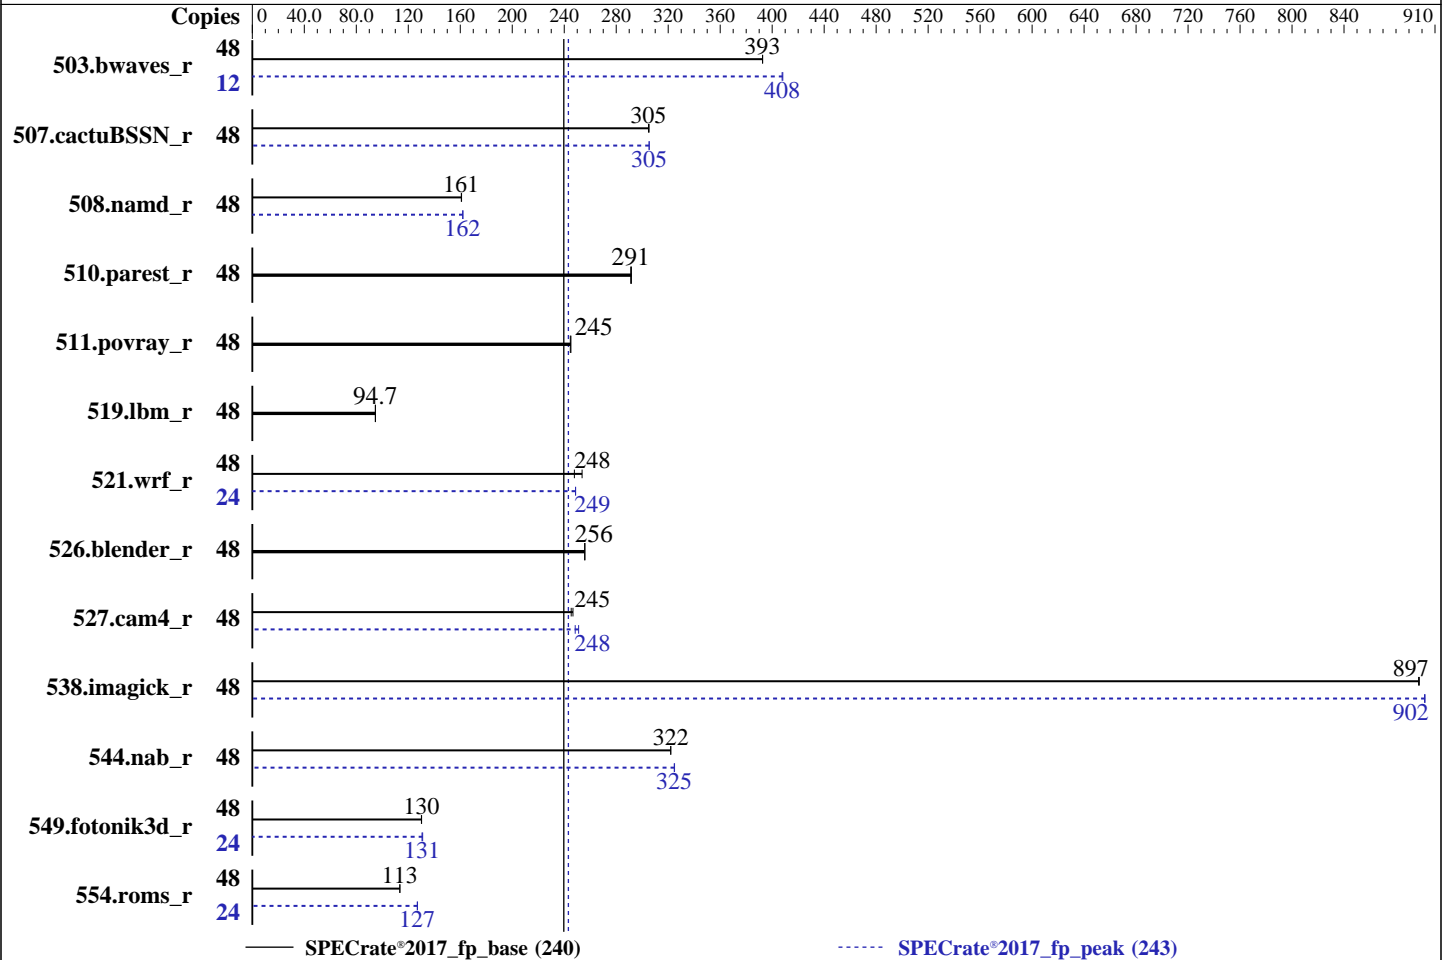 Copies 0 40.0 80.0 120 160 200 240 280 320 360 400 440 480 520 560 600 640 680 720 760 800 840 910
503.bwaves_r 48 393
12 408
507.cactuBSSN_r 48 305
305
508.namd_r 48 161
162
510.parest_r 48 291
511.povray_r 48 245
519.lbm_r 48 94.7
521.wrf_r 48 248
24 249
526.blender_r 48 256
527.cam4_r 48 245
248
538.imagick_r 48 897
902
544.nab_r 48 322
325
549.fotonik3d_r 48 130
24 131
554.roms_r 48 113
24 127
SPECrate®2017_fp_base (240) SPECrate®2017_fp_peak (243)